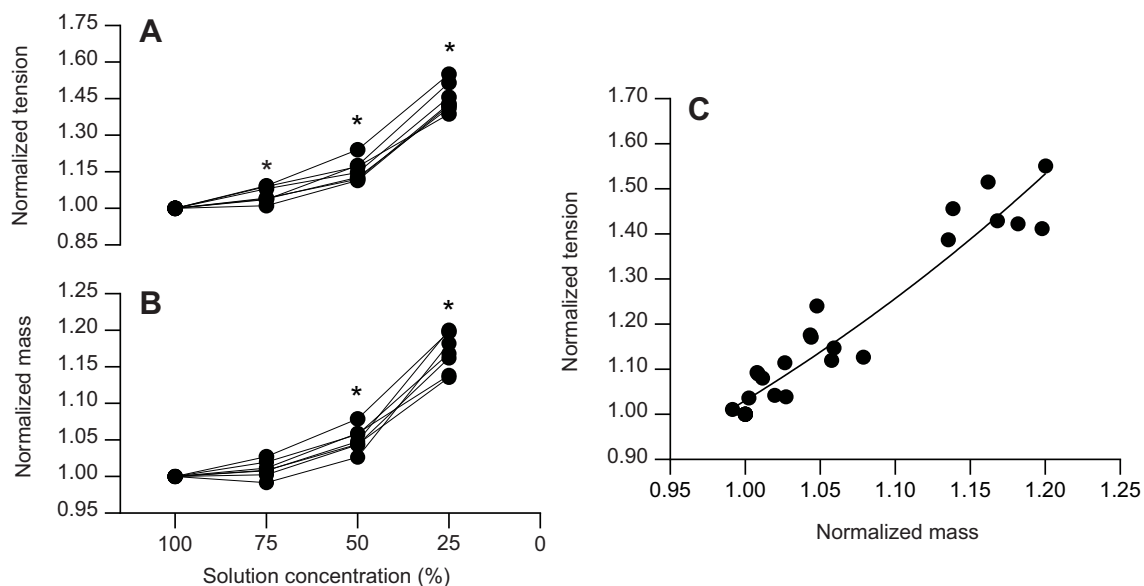 A
Normalized tension
1.75
1.60
1.45
1.30
1.15
1.00
0.85
*
*
*
B
Normalized mass
1.25
1.20
1.15
1.10
1.05
1.00
0.95
*
*
100 75 50 25 0
Solution concentration (%)
C
Normalized tension
1.70
1.60
1.50
1.40
1.30
1.20
1.10
1.00
0.90
0.95 1.00 1.05 1.10 1.15 1.20 1.25
Normalized mass